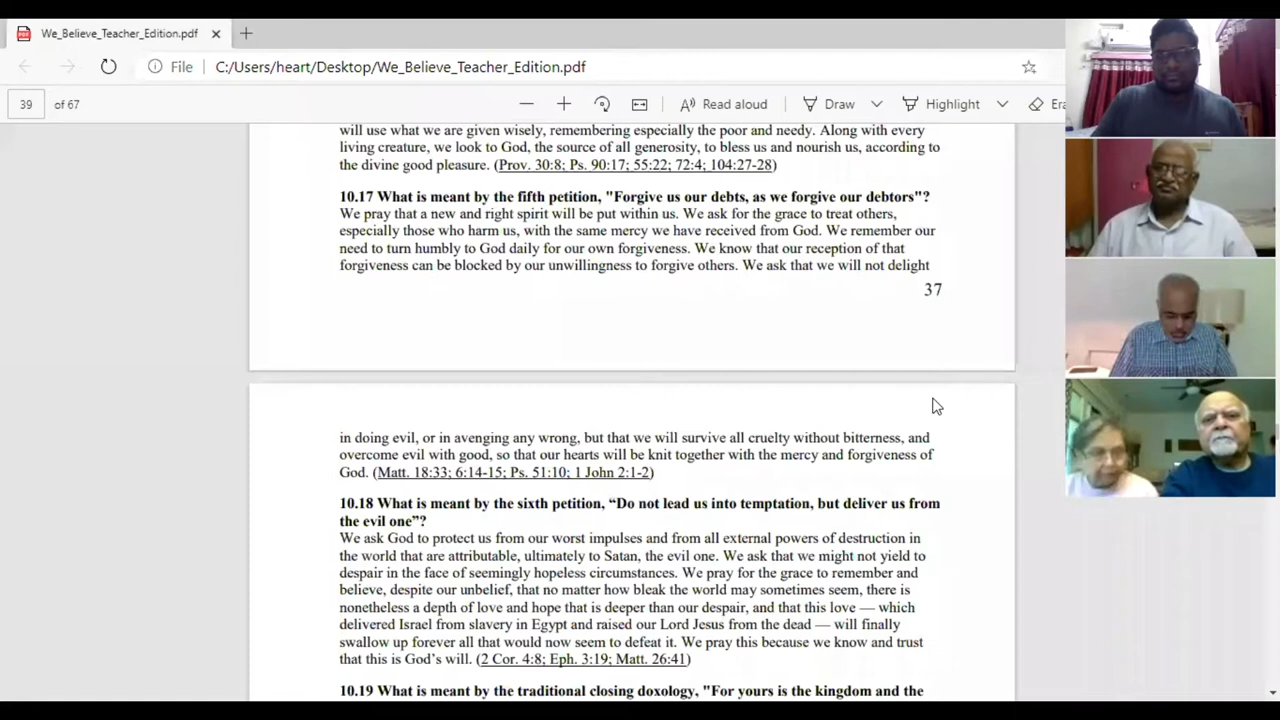 We_Believe_Teacher_Edition.pdf
File C:/Users/heart/Desktop/We_Believe_Teacher_Edition.pdf
39 of 67 Read aloud Draw Highlight Era
will use what we are given wisely, remembering especially the poor and needy. Along with every
living creature, we look to God, the source of all generosity, to bless us and nourish us, according to
the divine good pleasure. (Prov. 30:8; Ps. 90:17; 55:22; 72:4; 104:27-28)
10.17 What is meant by the fifth petition, "Forgive us our debts, as we forgive our debtors"?
We pray that a new and right spirit will be put within us. We ask for the grace to treat others,
especially those who harm us, with the same mercy we have received from God. We remember our
need to turn humbly to God daily for our own forgiveness. We know that our reception of that
forgiveness can be blocked by our unwillingness to forgive others. We ask that we will not delight
37
in doing evil, or in avenging any wrong, but that we will survive all cruelty without bitterness, and
overcome evil with good, so that our hearts will be knit together with the mercy and forgiveness of
God. (Matt. 18:33; 6:14-15; Ps. 51:10; 1 John 2:1-2)
10.18 What is meant by the sixth petition, “Do not lead us into temptation, but deliver us from
the evil one”?
We ask God to protect us from our worst impulses and from all external powers of destruction in
the world that are attributable, ultimately to Satan, the evil one. We ask that we might not yield to
despair in the face of seemingly hopeless circumstances. We pray for the grace to remember and
believe, despite our unbelief, that no matter how bleak the world may sometimes seem, there is
nonetheless a depth of love and hope that is deeper than our despair, and that this love — which
delivered Israel from slavery in Egypt and raised our Lord Jesus from the dead — will finally
swallow up forever all that would now seem to defeat it. We pray this because we know and trust
that this is God’s will. (2 Cor. 4:8; Eph. 3:19; Matt. 26:41)
10.19 What is meant by the traditional closing doxology, "For yours is the kingdom and the